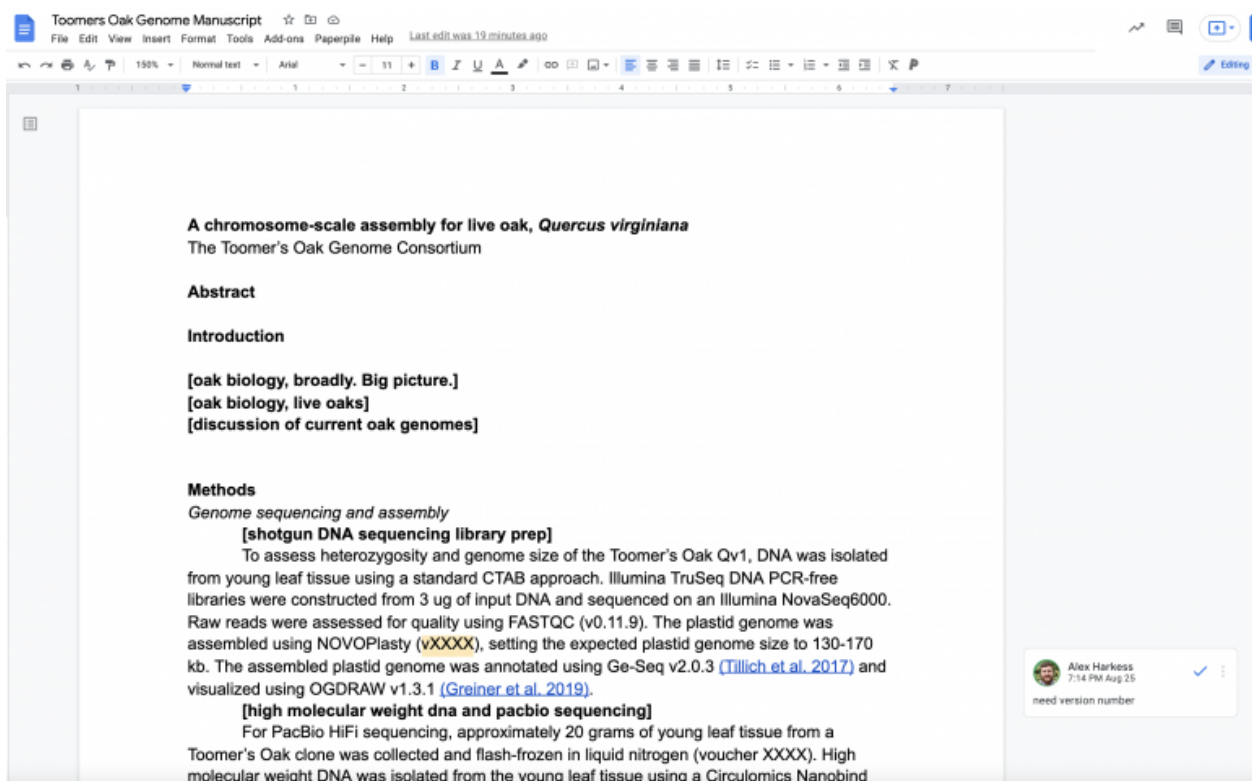 Toomers Oak Genome Manuscript
File Edit View Insert Format Tools Add-ons Paperpile Help Last edit was 19 minutes ago
150% Normal text Arial − 11 + B I U A Editing
1 1 2 3 4 5 6 7
A chromosome-scale assembly for live oak, Quercus virginiana
The Toomer's Oak Genome Consortium
Abstract
Introduction
[oak biology, broadly. Big picture.]
[oak biology, live oaks]
[discussion of current oak genomes]
Methods
Genome sequencing and assembly
[shotgun DNA sequencing library prep]
To assess heterozygosity and genome size of the Toomer's Oak Qv1, DNA was isolated
from young leaf tissue using a standard CTAB approach. Illumina TruSeq DNA PCR-free
libraries were constructed from 3 ug of input DNA and sequenced on an Illumina NovaSeq6000.
Raw reads were assessed for quality using FASTQC (v0.11.9). The plastid genome was
assembled using NOVOPlasty (vXXXX), setting the expected plastid genome size to 130-170
kb. The assembled plastid genome was annotated using Ge-Seq v2.0.3 (Tillich et al. 2017) and
visualized using OGDRAW v1.3.1 (Greiner et al. 2019).
[high molecular weight dna and pacbio sequencing]
For PacBio HiFi sequencing, approximately 20 grams of young leaf tissue from a
Toomer's Oak clone was collected and flash-frozen in liquid nitrogen (voucher XXXX). High
molecular weight DNA was isolated from the young leaf tissue using a Circulomics Nanobind
Alex Harkess
7:14 PM Aug 25
need version number